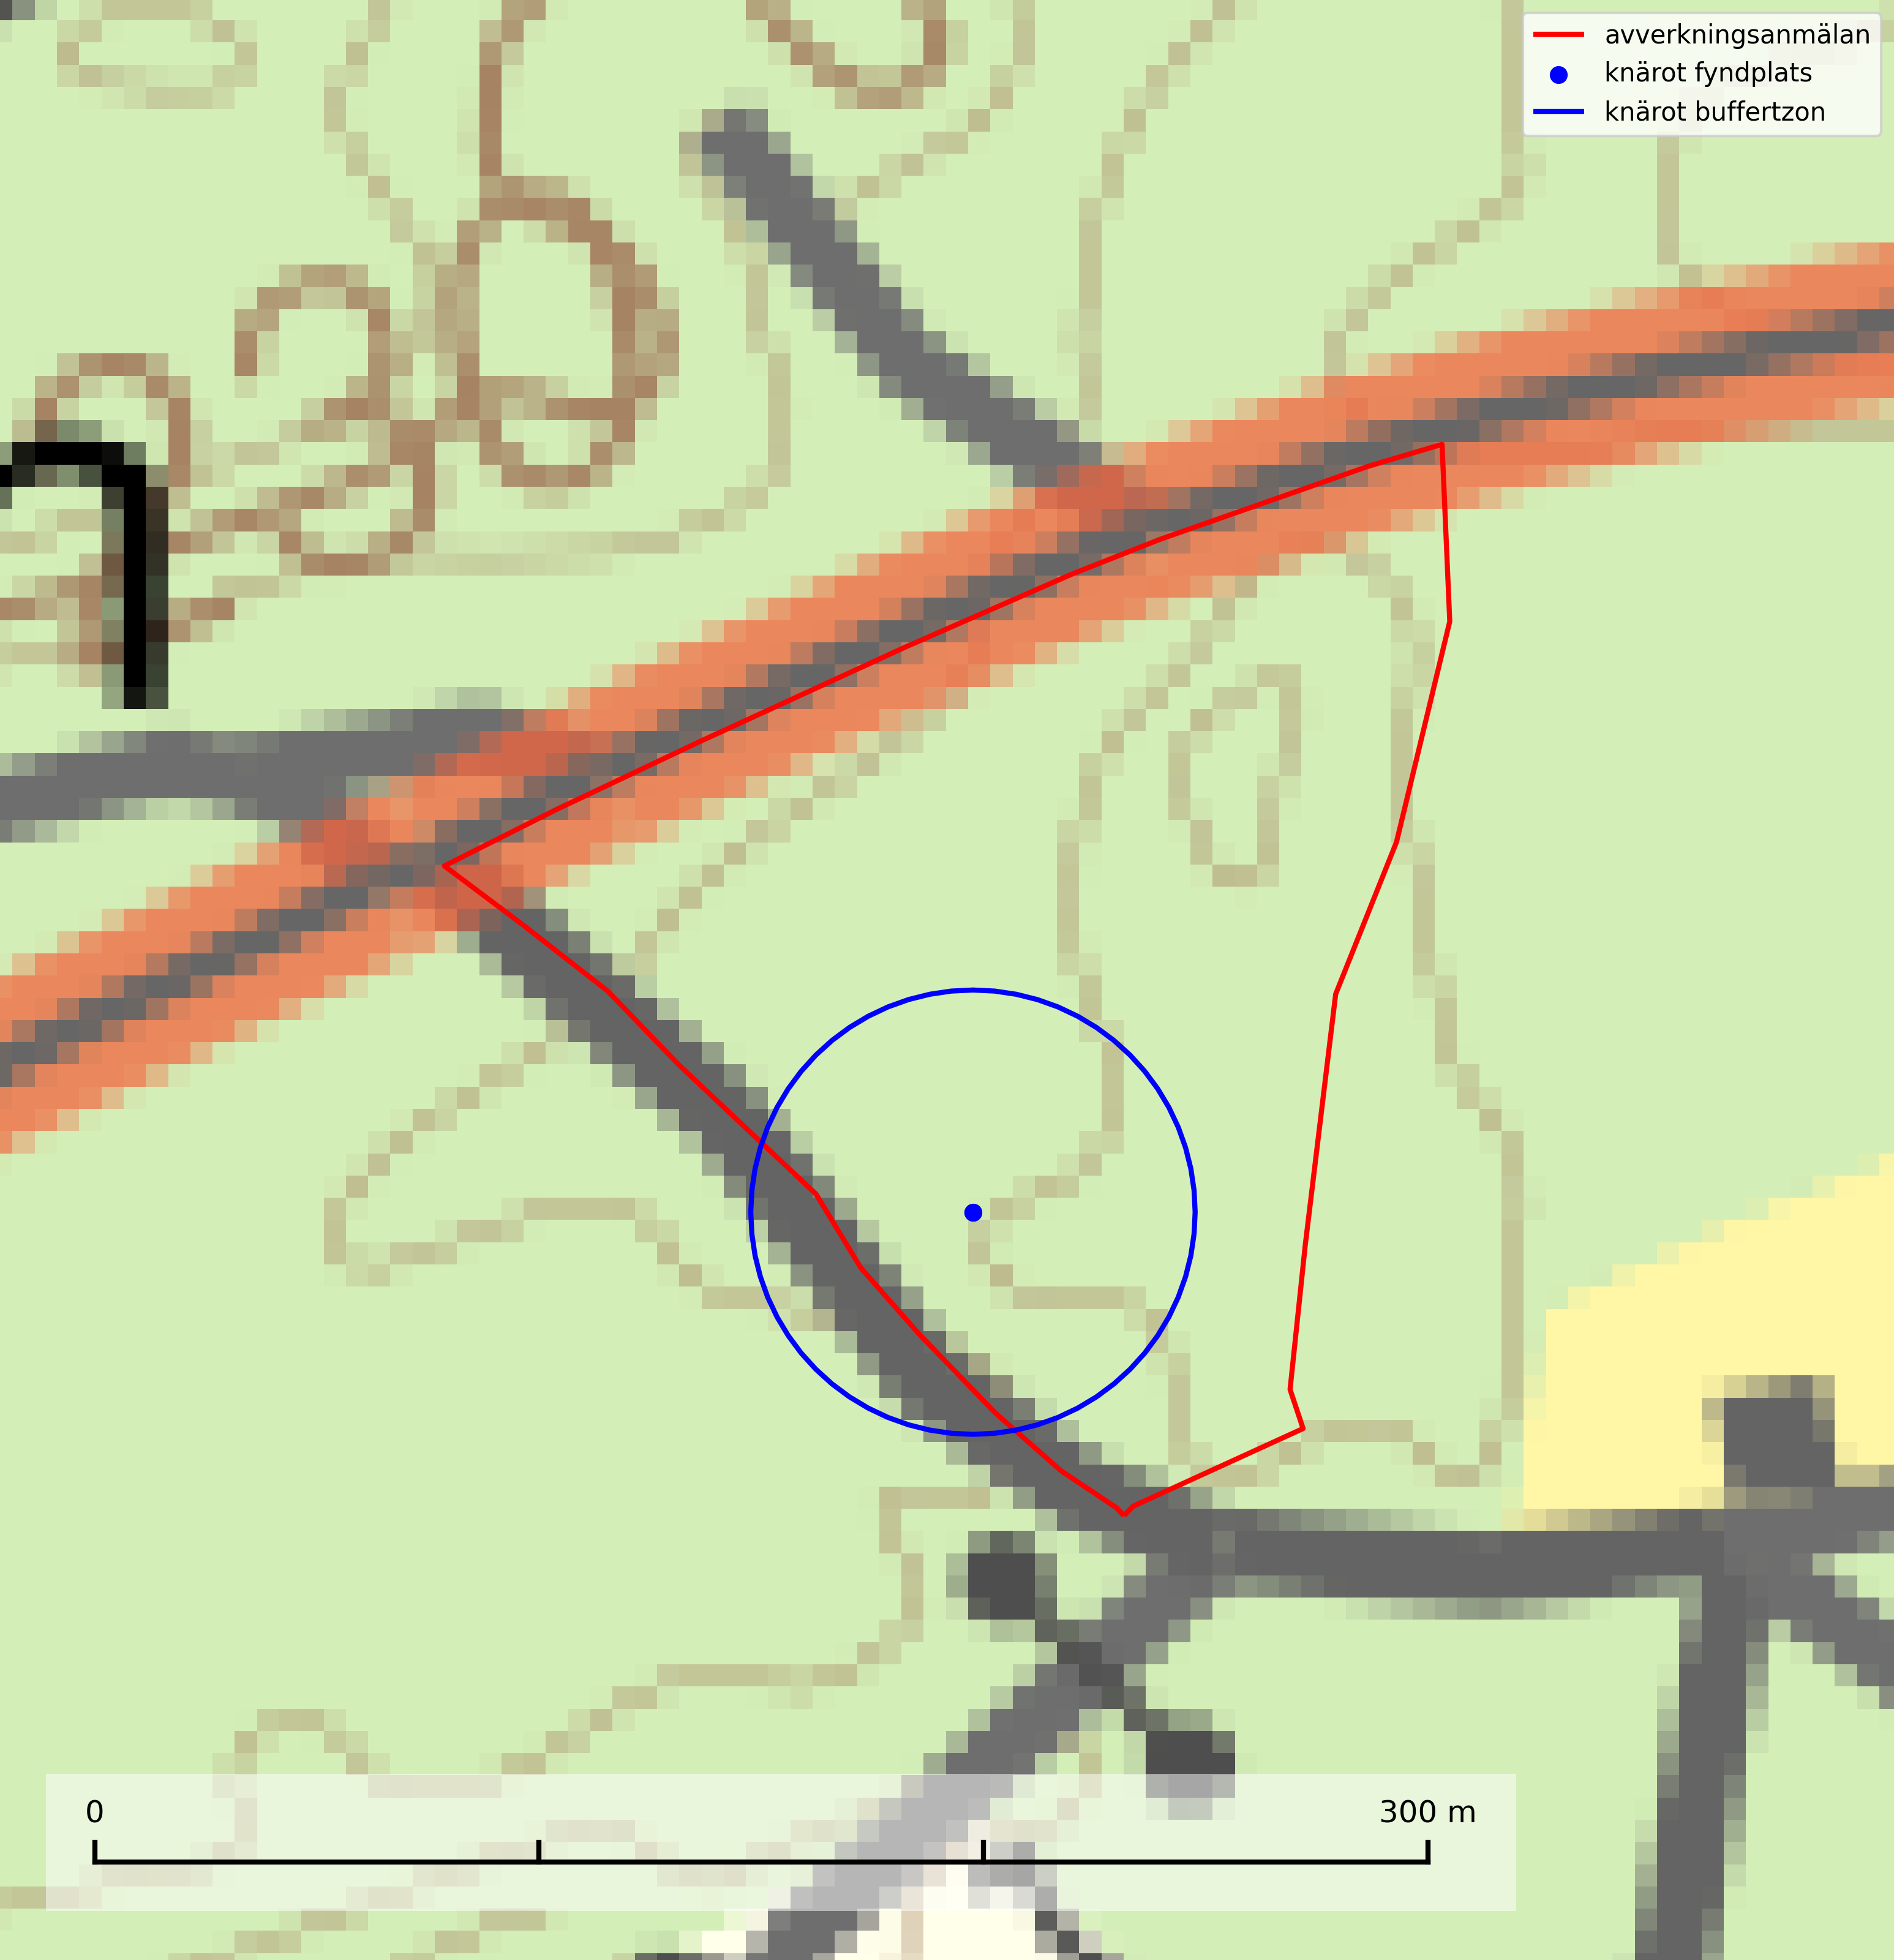 avverkningsanmälan
knärot fyndplats
knärot buffertzon
0 300 m